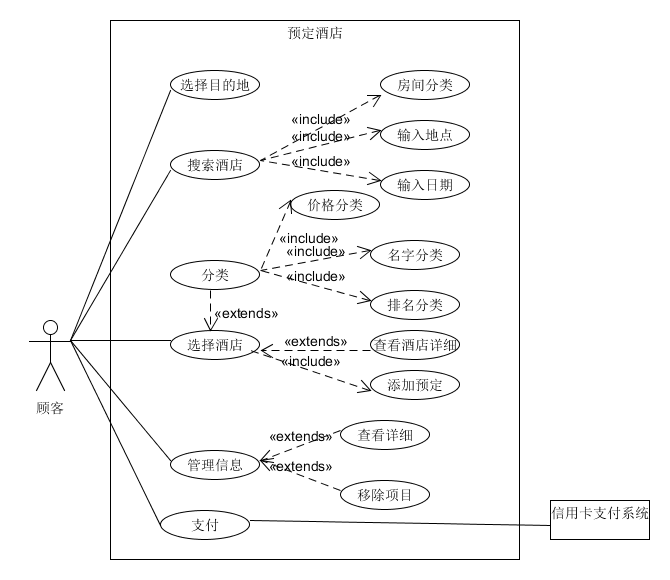 预定酒店
选择目的地
房间分类
«include»
«include»
输入地点
搜索酒店
«include»
输入日期
价格分类
«include»
«include»
名字分类
分类
«include»
排名分类
«extends»
选择酒店
«extends»
查看酒店详细
«include»
添加预定
顾客
«extends»
查看详细
管理信息
«extends»
移除项目
支付
信用卡支付系统